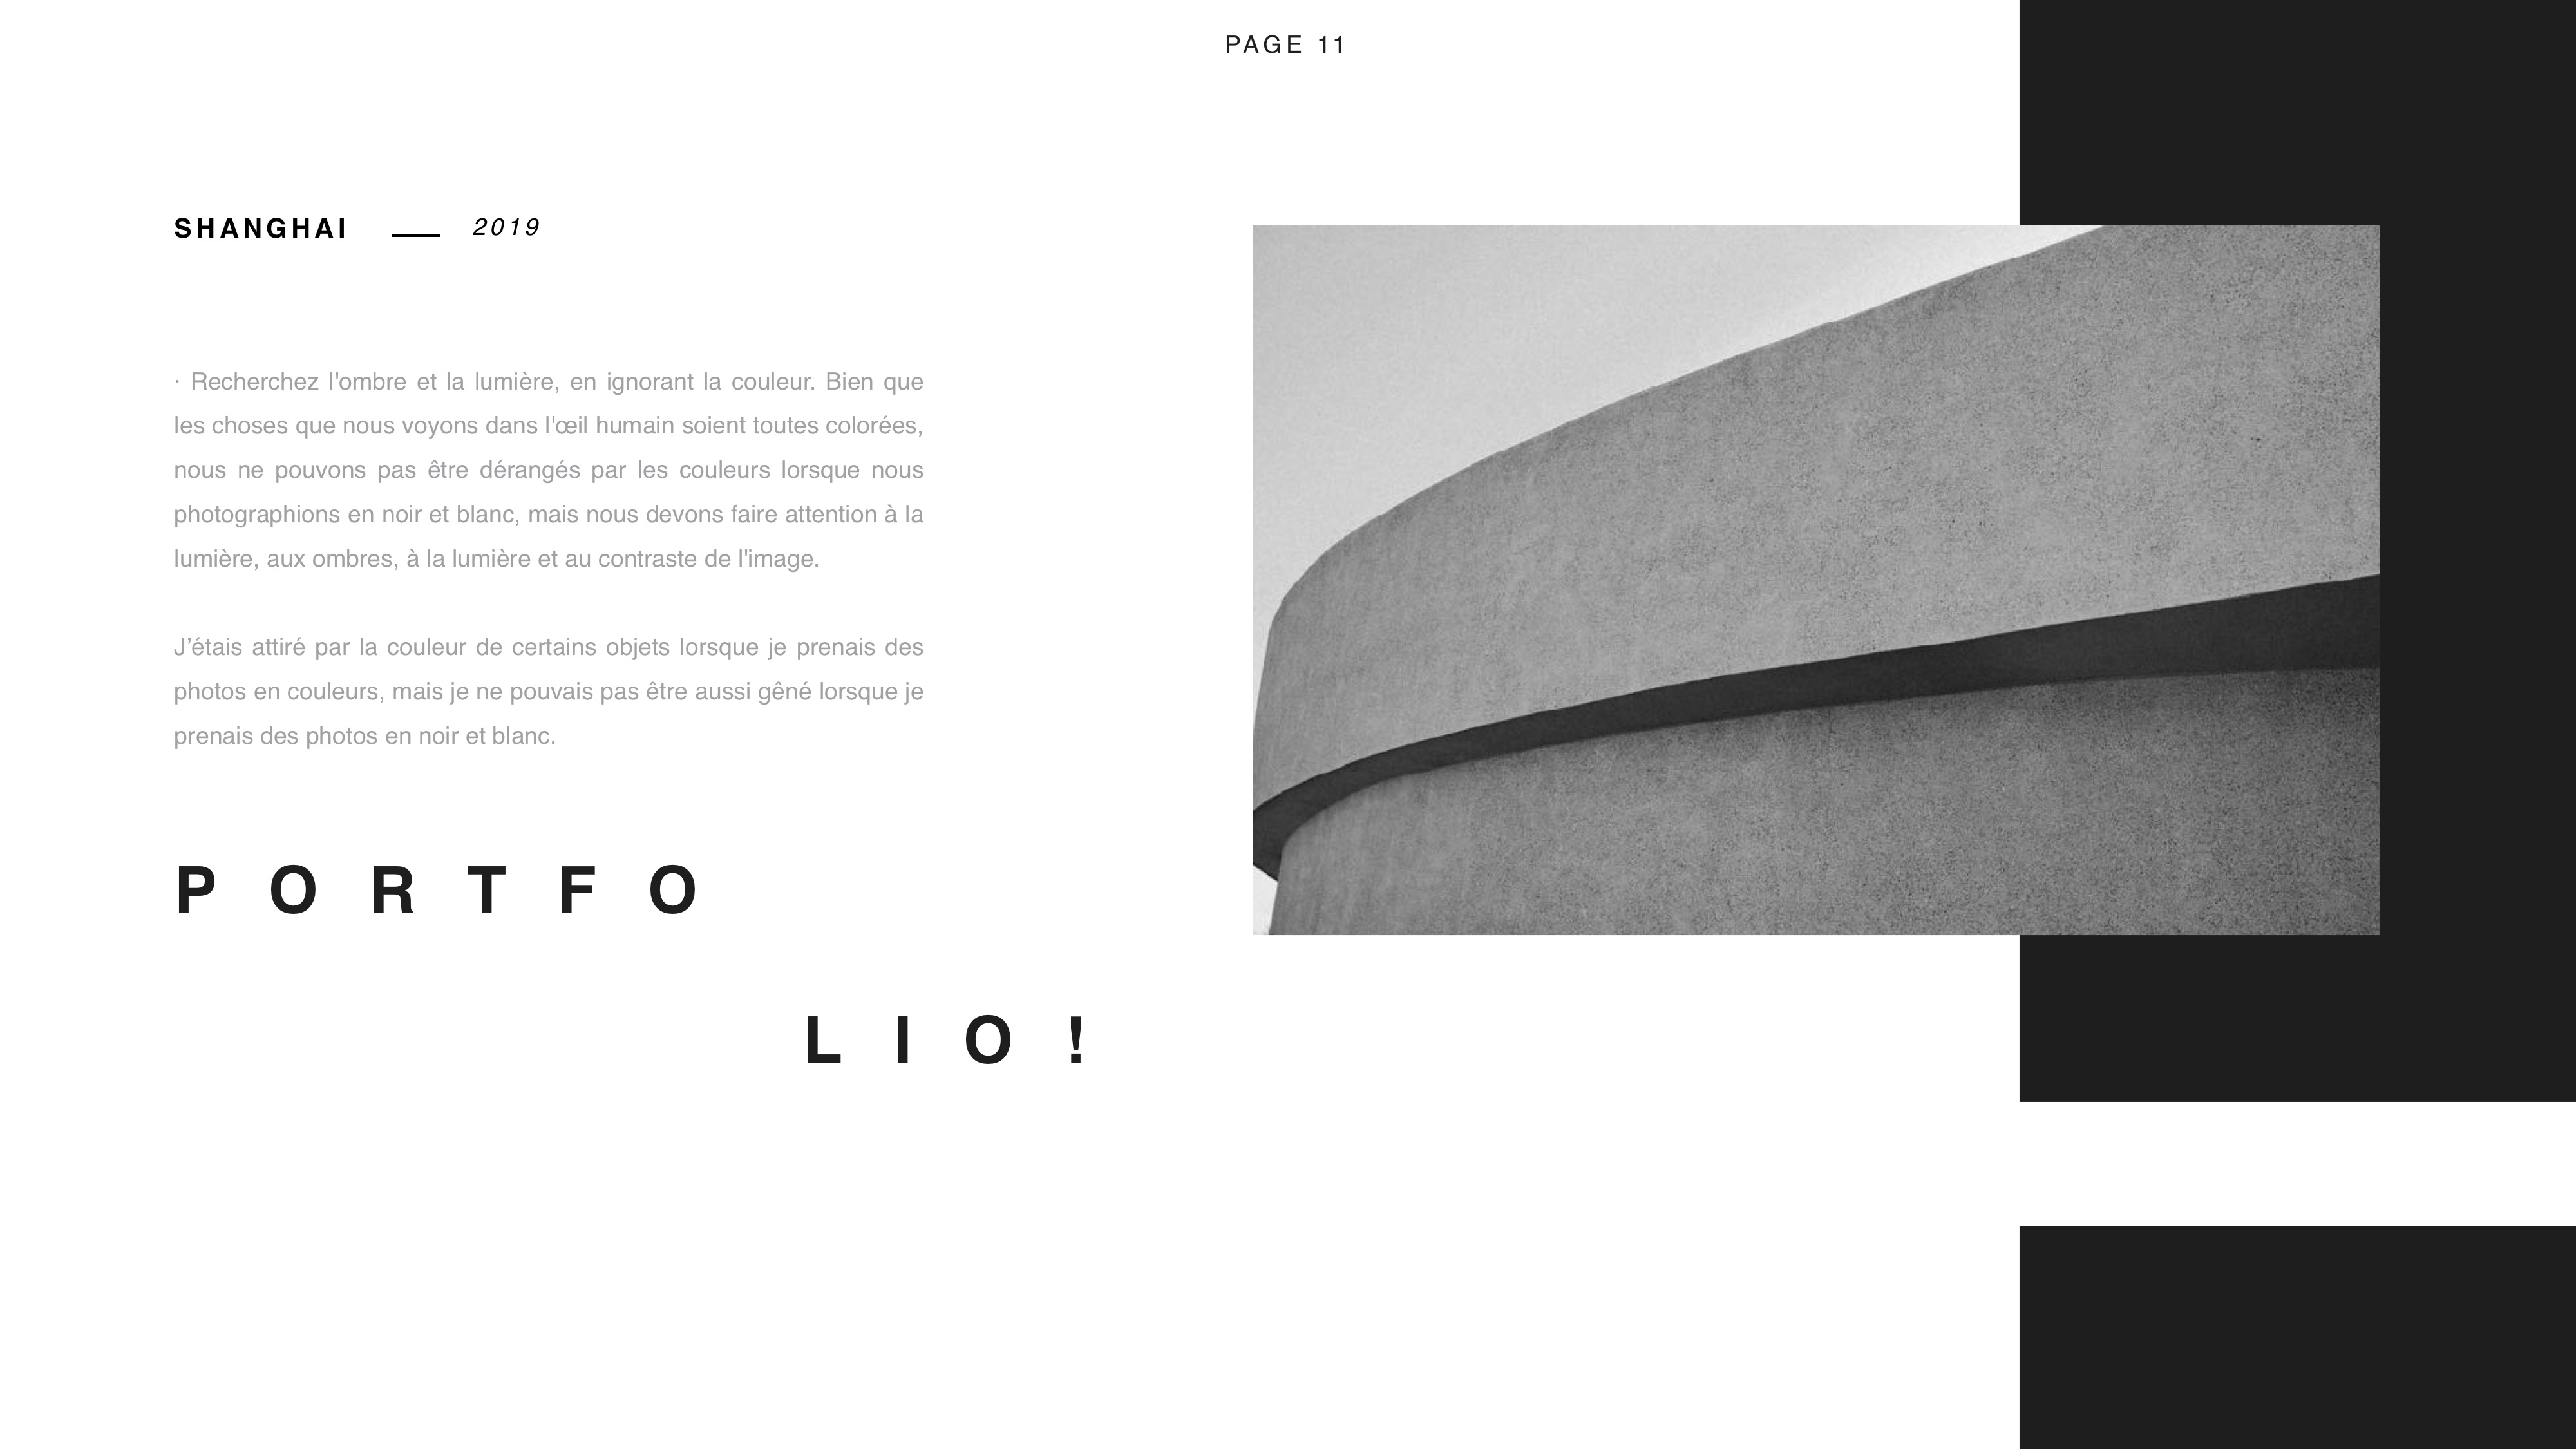 PAGE 11
SHANGHAI — 2019
· Recherchez l'ombre et la lumière, en ignorant la couleur. Bien que
les choses que nous voyons dans l'œil humain soient toutes colorées,
nous ne pouvons pas être dérangés par les couleurs lorsque nous
photographions en noir et blanc, mais nous devons faire attention à la
lumière, aux ombres, à la lumière et au contraste de l'image.
J’étais attiré par la couleur de certains objets lorsque je prenais des
photos en couleurs, mais je ne pouvais pas être aussi gêné lorsque je
prenais des photos en noir et blanc.
P O R T F O
L I O !